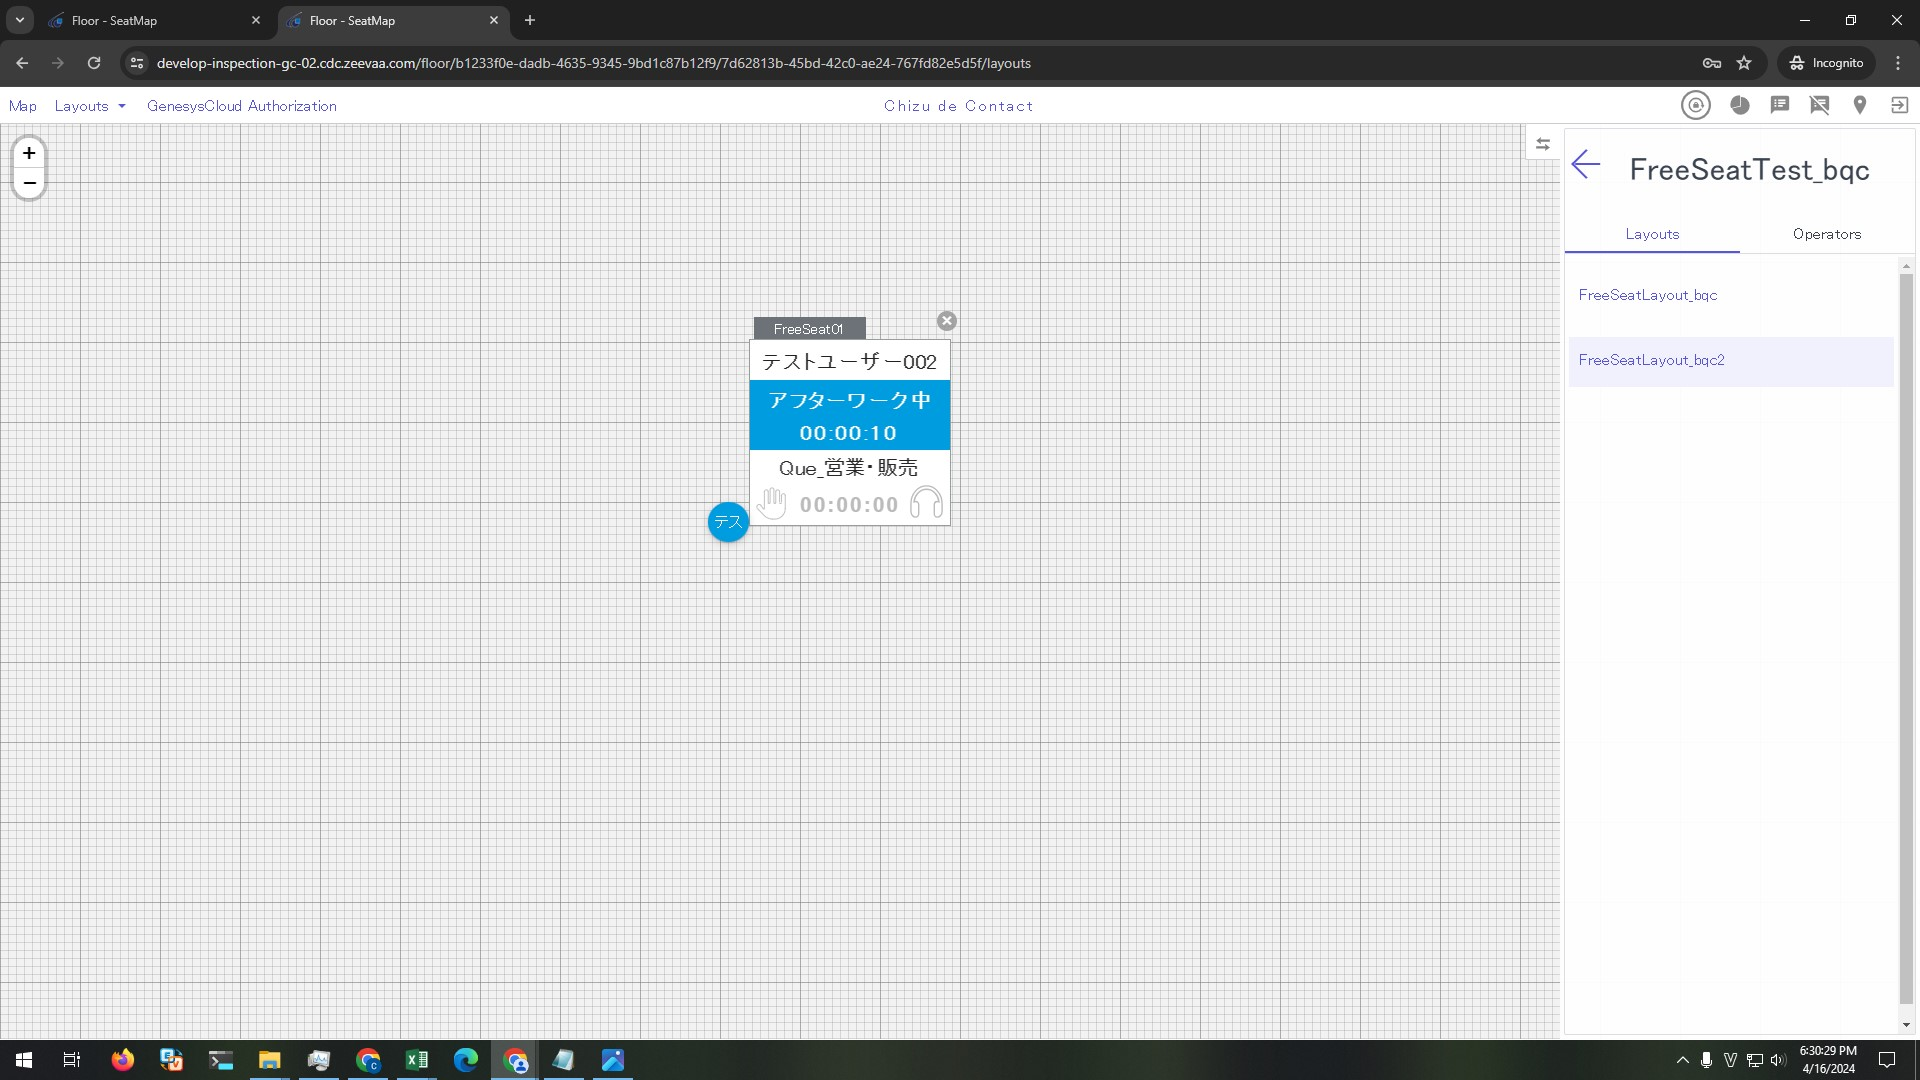 Floor - SeatMap
Floor - SeatMap
develop-inspection-gc-02.cdc.zeevaa.com/floor/b1233f0e-dadb-4635-9345-9bd1c87b12f9/7d62813b-45bd-42c0-ae24-767fd82e5d5f/layouts
Incognito
Map
Layouts
GenesysCloud Authorization
Chizu de Contact
+
−
FreeSeatTest_bqc
Layouts
Operators
FreeSeatLayout_bqc
FreeSeatLayout_bqc2
FreeSeat01
テストユーザー002
アフターワーク中
00:00:10
Que_営業・販売
00:00:00
テス
6:30:29 PM
4/16/2024